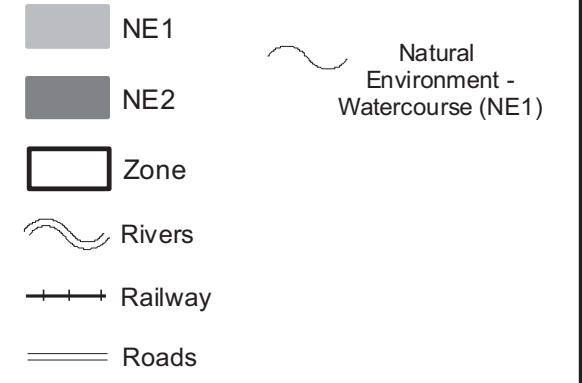 NE1
NE2
Zone
Rivers
Railway
Roads
Natural
Environment -
Watercourse (NE1)